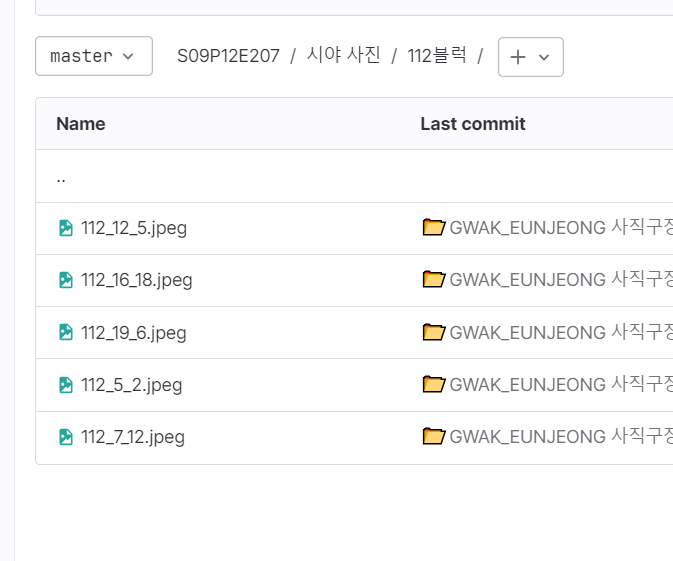 master S09P12E207 / 시야 사진 / 112블럭 / +
Name Last commit
..
112_12_5.jpeg GWAK_EUNJEONG 사직구장
112_16_18.jpeg GWAK_EUNJEONG 사직구장
112_19_6.jpeg GWAK_EUNJEONG 사직구장
112_5_2.jpeg GWAK_EUNJEONG 사직구장
112_7_12.jpeg GWAK_EUNJEONG 사직구장